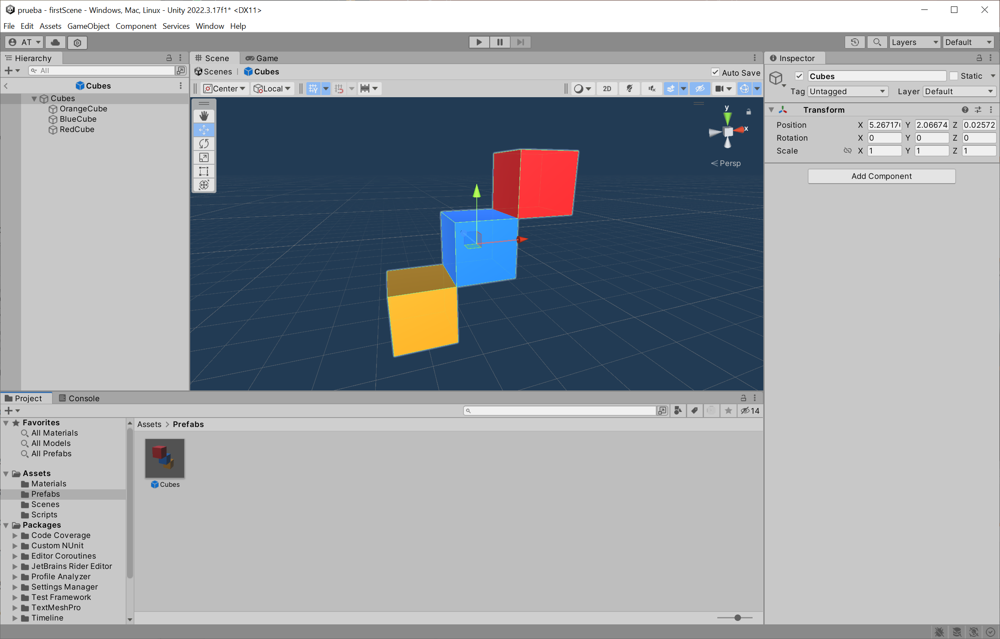 prueba - firstScene - Windows, Mac, Linux - Unity 2022.3.17f1* <DX11>
File Edit Assets GameObject Component Services Window Help
AT
Layers Default
Hierarchy
All
Cubes
Cubes
OrangeCube
BlueCube
RedCube
Scene Game
Scenes | Cubes Auto Save
Center Local 2D
y
x
Persp
Inspector
Cubes Static
Tag Untagged Layer Default
Transform
Position X 5.26717 Y 2.06674 Z 0.02572
Rotation X 0 Y 0 Z 0
Scale X 1 Y 1 Z 1
Add Component
Project Console
14
Favorites
All Materials
All Models
All Prefabs
Assets
Materials
Prefabs
Scenes
Scripts
Packages
Code Coverage
Custom NUnit
Editor Coroutines
JetBrains Rider Editor
Profile Analyzer
Settings Manager
Test Framework
TextMeshPro
Timeline
Assets > Prefabs
Cubes